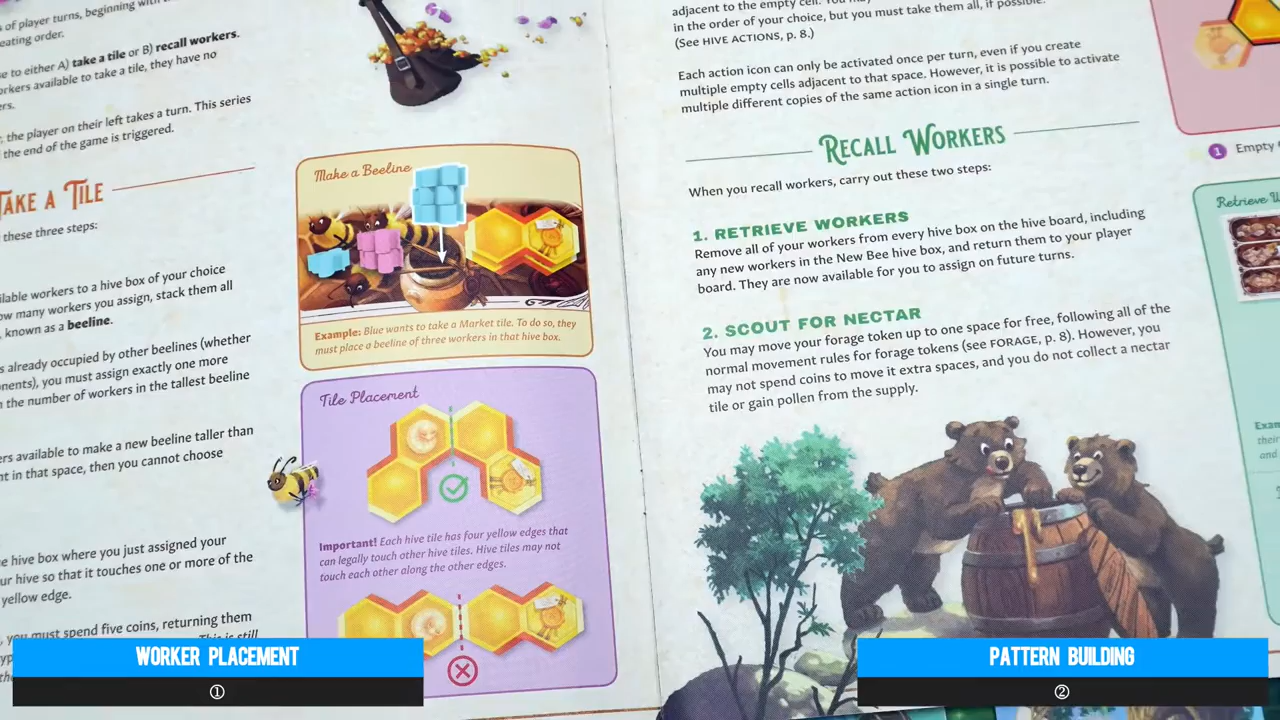 of player turns, beginning with
eating order.
se to either A) take a tile or B) recall workers.
orkers available to take a tile, they have no
ers.
, the player on their left takes a turn. This series
the end of the game is triggered.
TAKE A TILE
these three steps:
ilable workers to a hive box of your choice
ow many workers you assign, stack them all
, known as a beeline.
s already occupied by other beelines (whether
nents), you must assign exactly one more
n the number of workers in the tallest beeline
ers available to make a new beeline taller than
nt in that space, then you cannot choose
e hive box where you just assigned your
ur hive so that it touches one or more of the
yellow edge.
, you must spend five coins, returning them
This is still
Make a Beeline
Example: Blue wants to take a Market tile. To do so, they
must place a beeline of three workers in that hive box.
Tile Placement
Important! Each hive tile has four yellow edges that
can legally touch other hive tiles. Hive tiles may not
touch each other along the other edges.
adjacent to the empty cell. You may
in the order of your choice, but you must take them all, if possible.
(See HIVE ACTIONS, p. 8.)
Each action icon can only be activated once per turn, even if you create
multiple empty cells adjacent to that space. However, it is possible to activate
multiple different copies of the same action icon in a single turn.
RECALL WORKERS
When you recall workers, carry out these two steps:
1. RETRIEVE WORKERS
Remove all of your workers from every hive box on the hive board, including
any new workers in the New Bee hive box, and return them to your player
board. They are now available for you to assign on future turns.
2. SCOUT FOR NECTAR
You may move your forage token up to one space for free, following all of the
normal movement rules for forage tokens (see FORAGE, p. 8). However, you
may not spend coins to move it extra spaces, and you do not collect a nectar
tile or gain pollen from the supply.
1 Empty
Retrieve W
Exam
their
and
WORKER PLACEMENT
①
PATTERN BUILDING
②